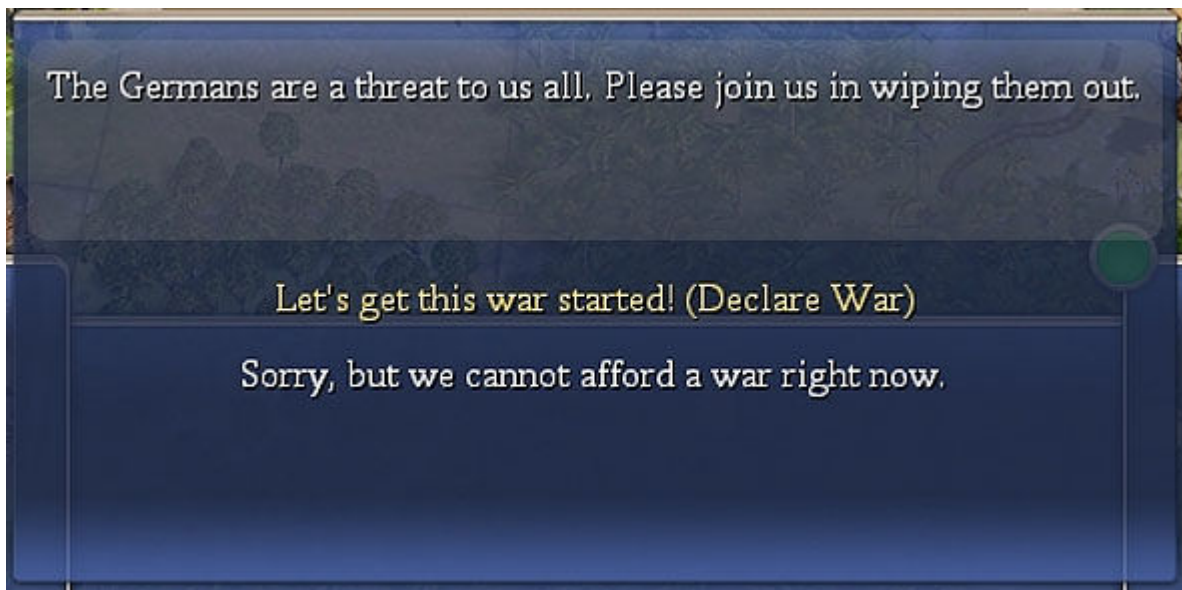 The Germans are a threat to us all. Please join us in wiping them out.
Let's get this war started! (Declare War)
Sorry, but we cannot afford a war right now.